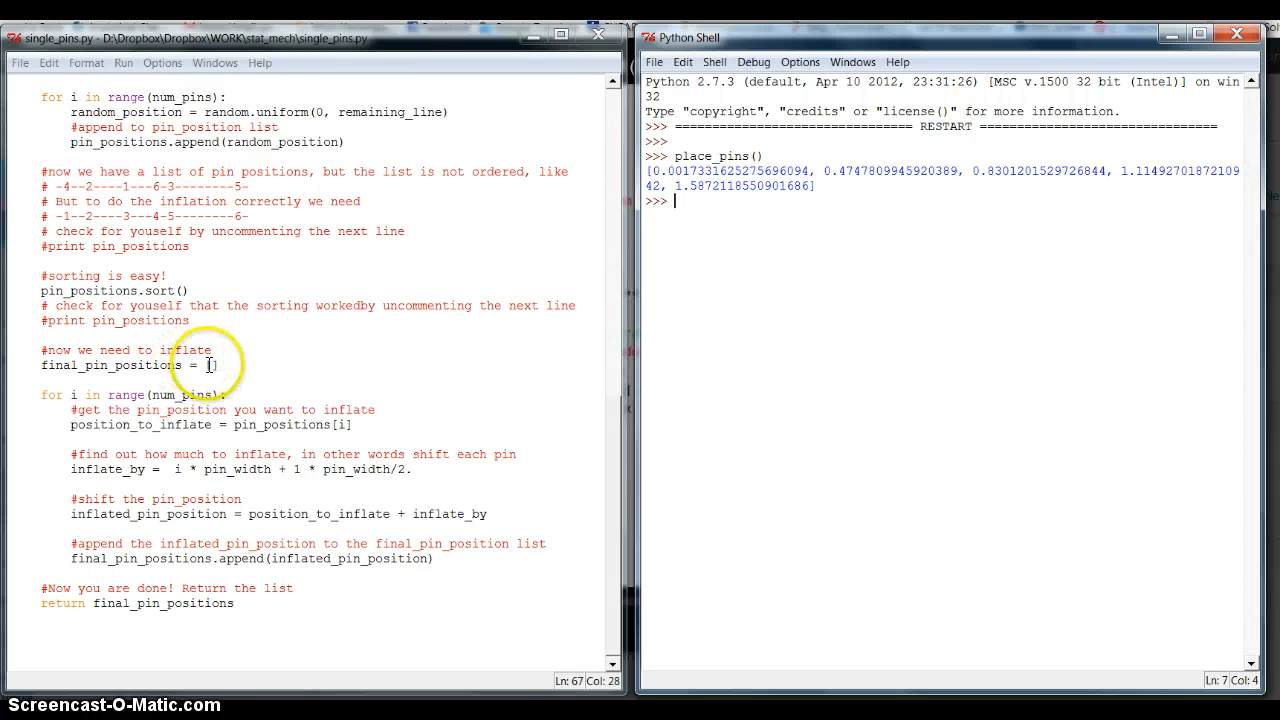 single_pins.py - D:\Dropbox\Dropbox\WORK\stat_mech\single_pins.py
File Edit Format Run Options Windows Help
for i in range(num_pins):
random_position = random.uniform(0, remaining_line)
#append to pin_position list
pin_positions.append(random_position)
#now we have a list of pin positions, but the list is not ordered, like
# -4--2----1---6-3--------5-
# But to do the inflation correctly we need
# -1--2----3---4-5--------6-
# check for youself by uncommenting the next line
#print pin_positions
#sorting is easy!
pin_positions.sort()
# check for youself that the sorting workedby uncommenting the next line
#print pin_positions
#now we need to inflate
final_pin_positions = []
for i in range(num_pins):
#get the pin_position you want to inflate
position_to_inflate = pin_positions[i]
#find out how much to inflate, in other words shift each pin
inflate_by =  i * pin_width + 1 * pin_width/2.
#shift the pin_position
inflated_pin_position = position_to_inflate + inflate_by
#append the inflated_pin_position to the final_pin_position list
final_pin_positions.append(inflated_pin_position)
#Now you are done! Return the list
return final_pin_positions
Ln: 67 Col: 28
Python Shell
File Edit Shell Debug Options Windows Help
Python 2.7.3 (default, Apr 10 2012, 23:31:26) [MSC v.1500 32 bit (Intel)] on win
32
Type "copyright", "credits" or "license()" for more information.
>>> ================================ RESTART ================================
>>>
>>> place_pins()
[0.0017331625275696094, 0.4747809945920389, 0.8301201529726844, 1.11492701872109
42, 1.5872118550901686]
>>>
Ln: 7 Col: 4
Screencast-O-Matic.com